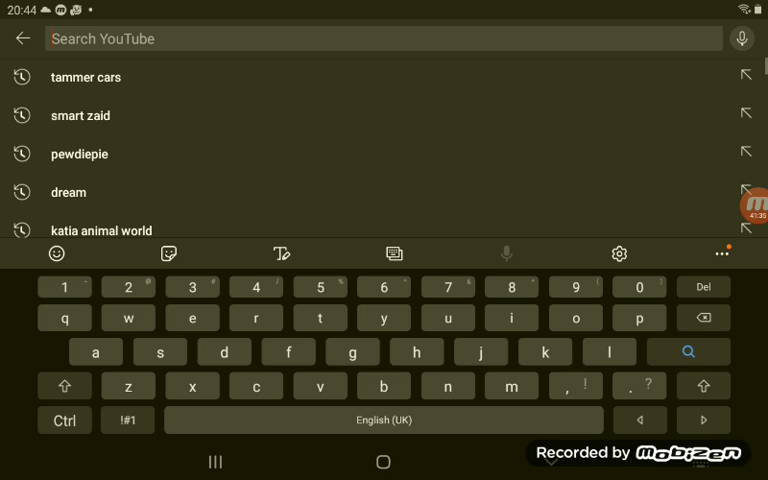 20:44
Search YouTube
tammer cars
smart zaid
pewdiepie
dream
katia animal world
41:35
1 2 3 4 5 6 7 8 9 0 Del
q w e r t y u i o p
a s d f g h j k l
z x c v b n m , ! . ?
Ctrl !#1 English (UK)
Recorded by mobizen